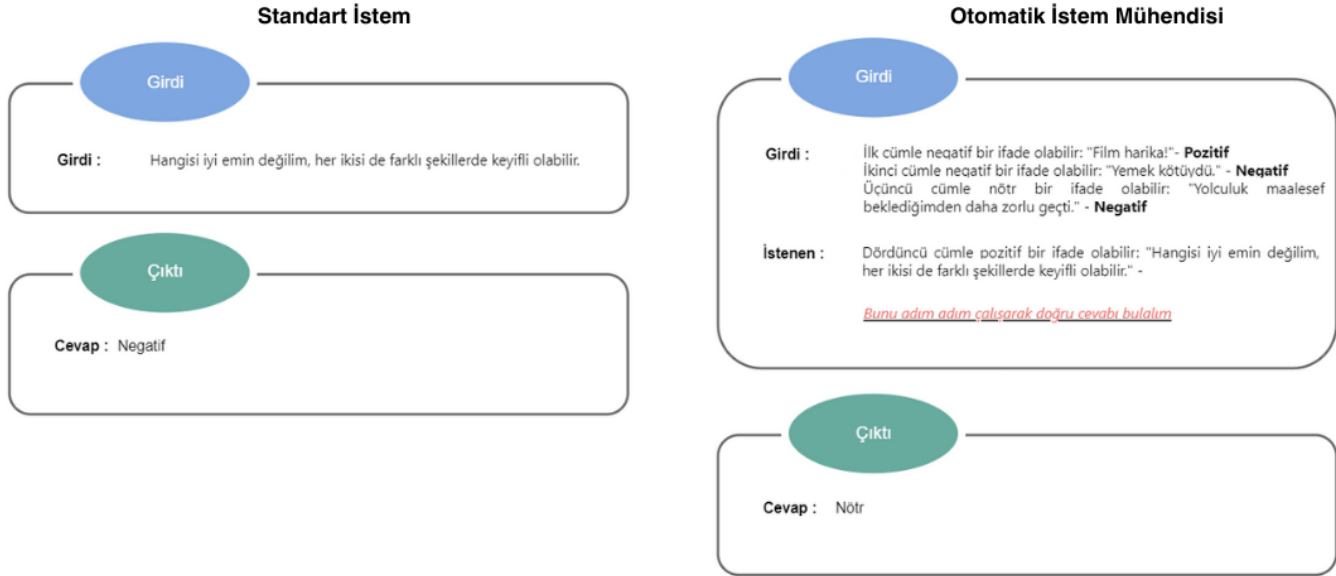 Standart İstem
Girdi
Girdi : Hangisi iyi emin değilim, her ikisi de farklı şekillerde keyifli olabilir.
Çıktı
Cevap : Negatif
Otomatik İstem Mühendisi
Girdi
Girdi : İlk cümle negatif bir ifade olabilir: "Film harika!"- Pozitif
İkinci cümle negatif bir ifade olabilir: "Yemek kötüydü." - Negatif
Üçüncü cümle nötr bir ifade olabilir: "Yolculuk maalesef
beklediğimden daha zorlu geçti." - Negatif
İstenen : Dördüncü cümle pozitif bir ifade olabilir: "Hangisi iyi emin değilim,
her ikisi de farklı şekillerde keyifli olabilir." -
Bunu adım adım çalışarak doğru cevabı bulalım
Çıktı
Cevap : Nötr